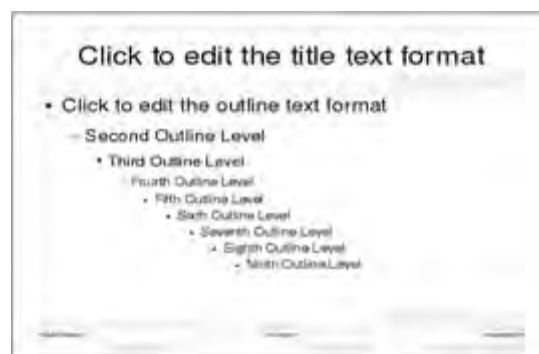 Click to edit the title text format
• Click to edit the outline text format
– Second Outline Level
• Third Outline Level
Fourth Outline Level
• Fifth Outline Level
• Sixth Outline Level
• Seventh Outline Level
• Eighth Outline Level
• Ninth Outline Level